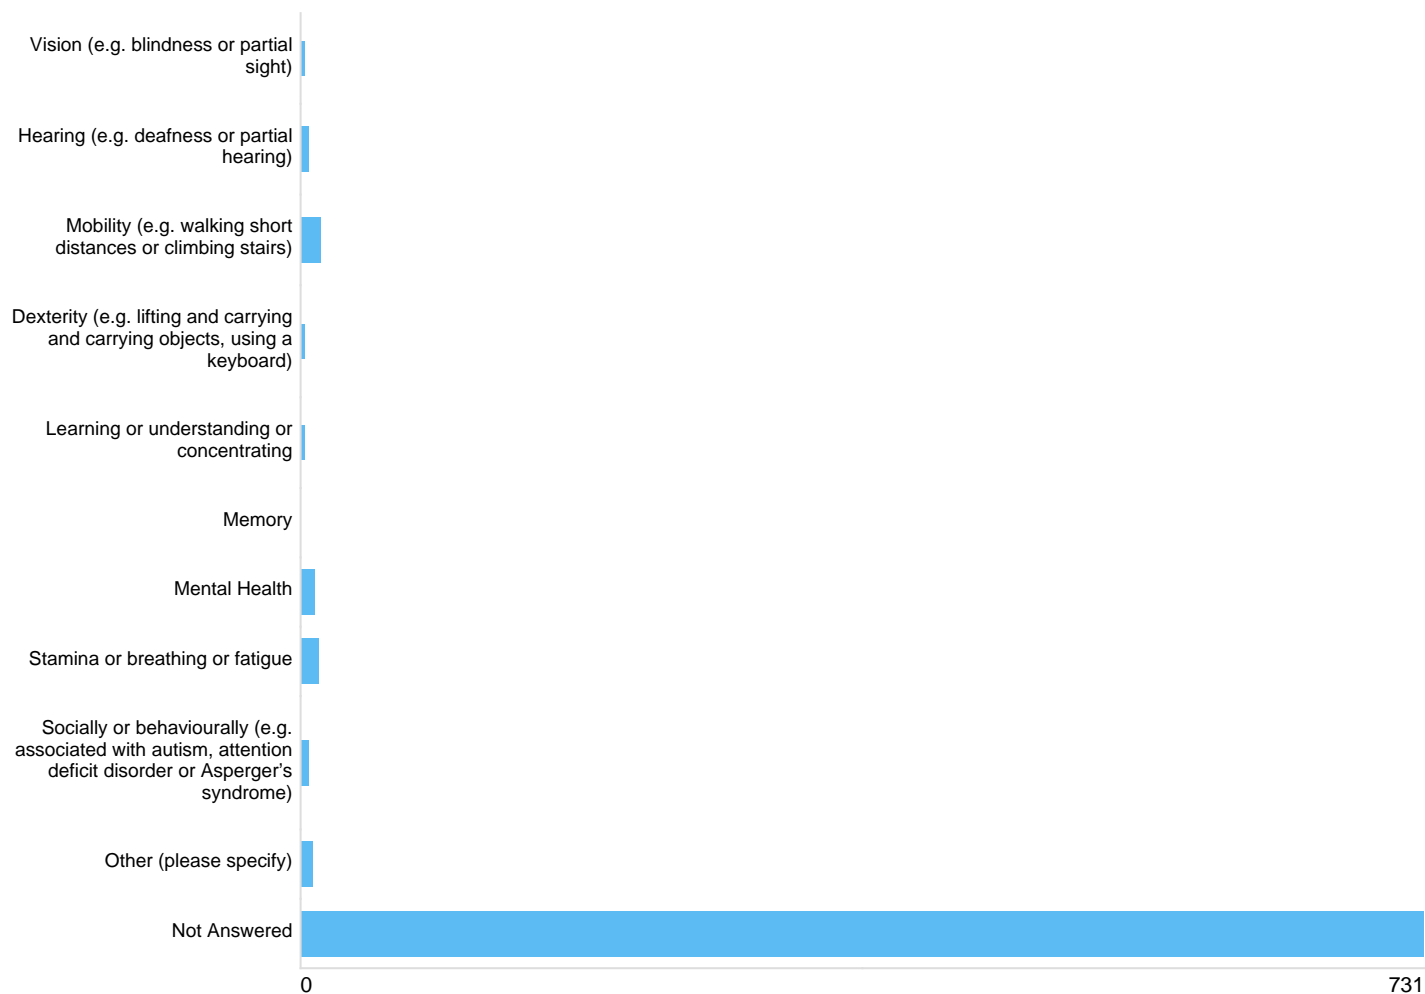 Vision (e.g. blindness or partial
sight)
Hearing (e.g. deafness or partial
hearing)
Mobility (e.g. walking short
distances or climbing stairs)
Dexterity (e.g. lifting and carrying
and carrying objects, using a
keyboard)
Learning or understanding or
concentrating
Memory
Mental Health
Stamina or breathing or fatigue
Socially or behaviourally (e.g.
associated with autism, attention
deficit disorder or Asperger’s
syndrome)
Other (please specify)
Not Answered
0
731